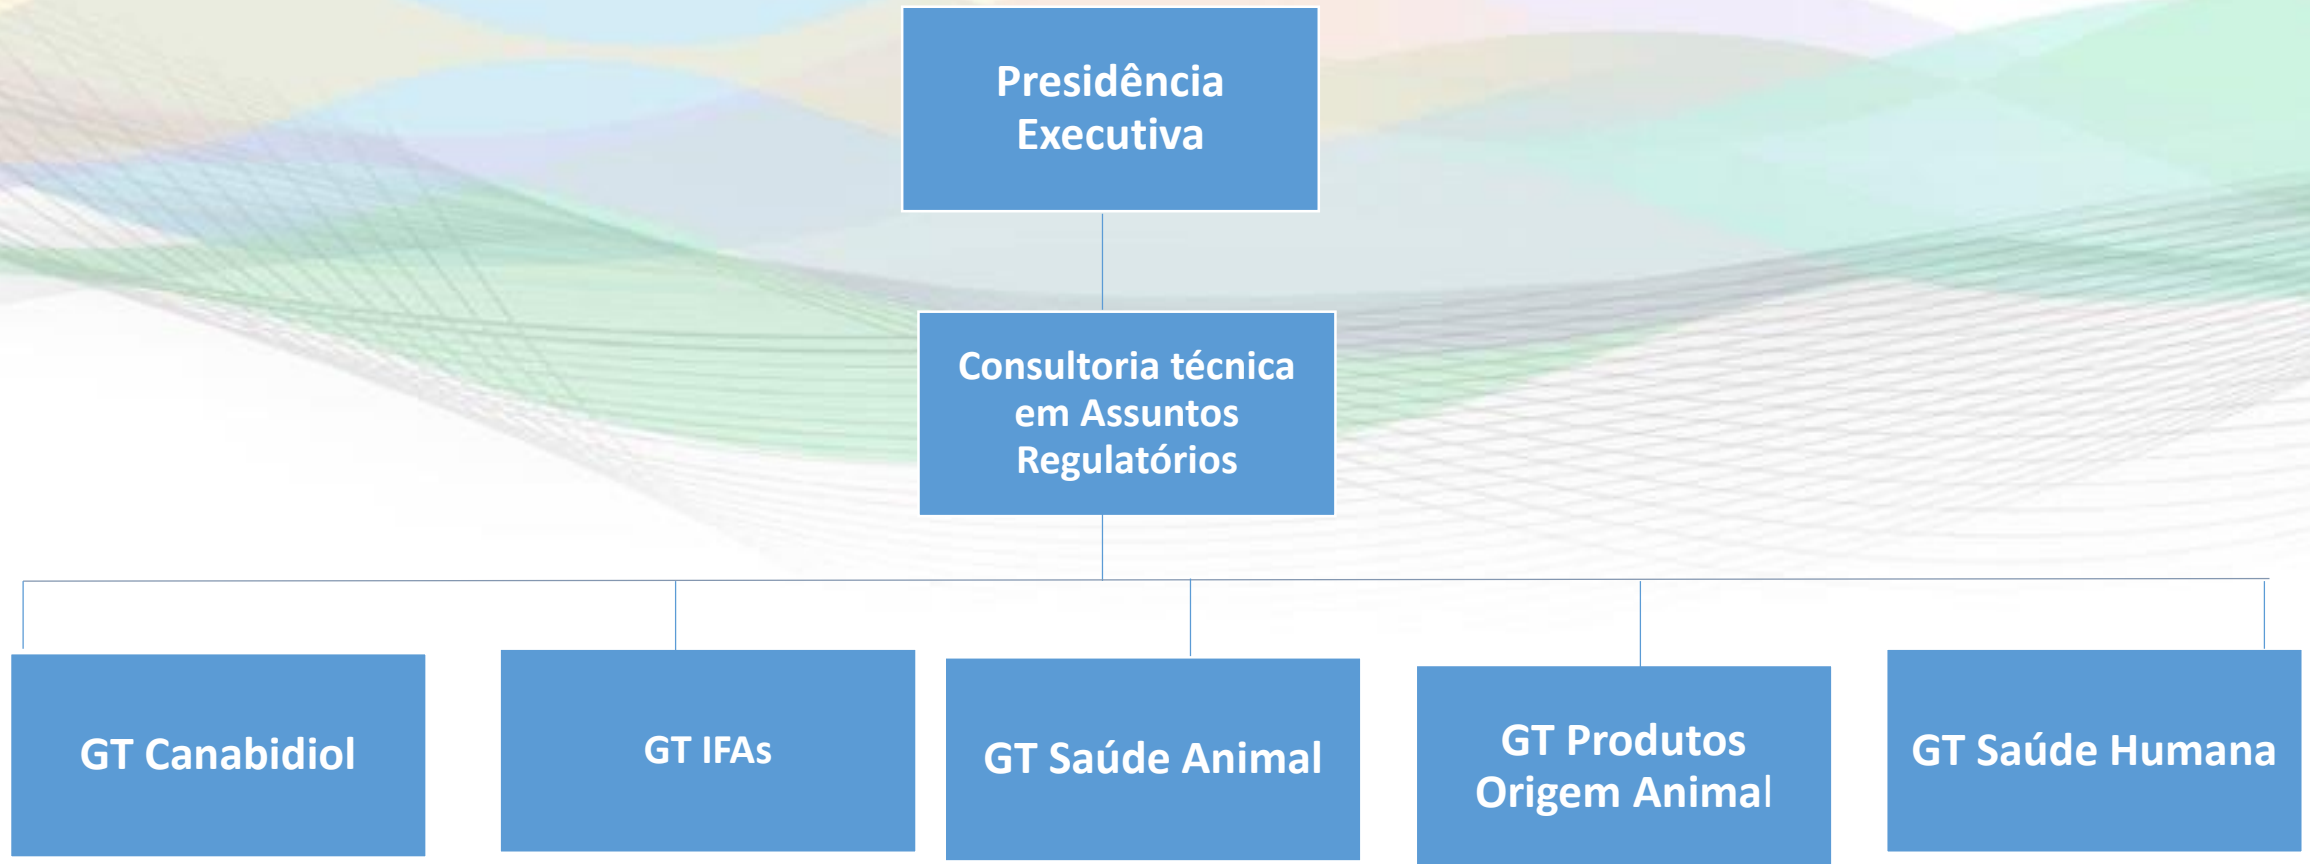 Presidência
Executiva
Consultoria técnica
em Assuntos
Regulatórios
GT Canabidiol
GT IFAs
GT Saúde Animal
GT Produtos
Origem Animal
GT Saúde Humana